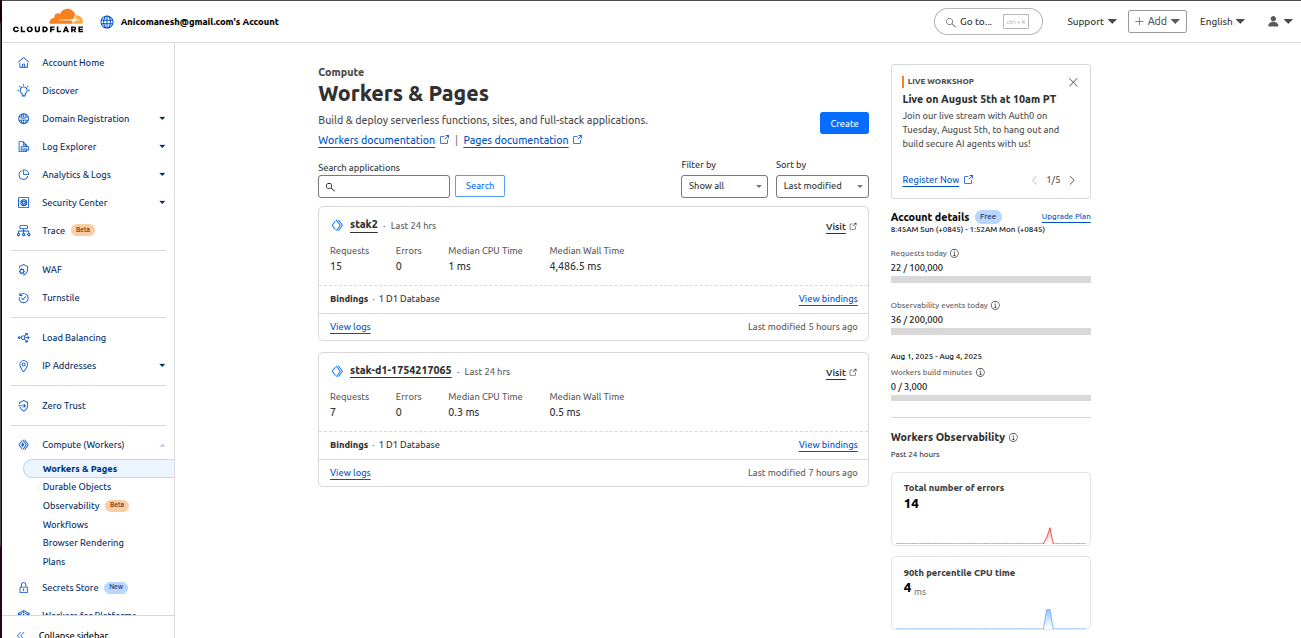 CLOUDFLARE
Anicomanesh@gmail.com's Account
Go to...
ctrl + K
Support
+ Add
English
Account Home
Discover
Domain Registration
Log Explorer
Analytics & Logs
Security Center
Trace Beta
WAF
Turnstile
Load Balancing
IP Addresses
Zero Trust
Compute (Workers)
Workers & Pages
Durable Objects
Observability Beta
Workflows
Browser Rendering
Plans
Secrets Store New
Workers for Platforms
Collapse sidebar
Compute
Workers & Pages
Build & deploy serverless functions, sites, and full-stack applications.
Workers documentation | Pages documentation
Create
Search applications
Search
Filter by
Show all
Sort by
Last modified
stak2 · Last 24 hrs
Visit
Requests Errors Median CPU Time Median Wall Time
15 0 1 ms 4,486.5 ms
Bindings · 1 D1 Database
View bindings
View logs
Last modified 5 hours ago
stak-d1-1754217065 · Last 24 hrs
Visit
Requests Errors Median CPU Time Median Wall Time
7 0 0.3 ms 0.5 ms
Bindings · 1 D1 Database
View bindings
View logs
Last modified 7 hours ago
LIVE WORKSHOP
Live on August 5th at 10am PT
Join our live stream with Auth0 on
Tuesday, August 5th, to hang out and
build secure AI agents with us!
Register Now
1/5
Account details Free
Upgrade Plan
8:45AM Sun (+0845) - 1:52AM Mon (+0845)
Requests today
22 / 100,000
Observability events today
36 / 200,000
Aug 1, 2025 - Aug 4, 2025
Workers build minutes
0 / 3,000
Workers Observability
Past 24 hours
Total number of errors
14
90th percentile CPU time
4 ms